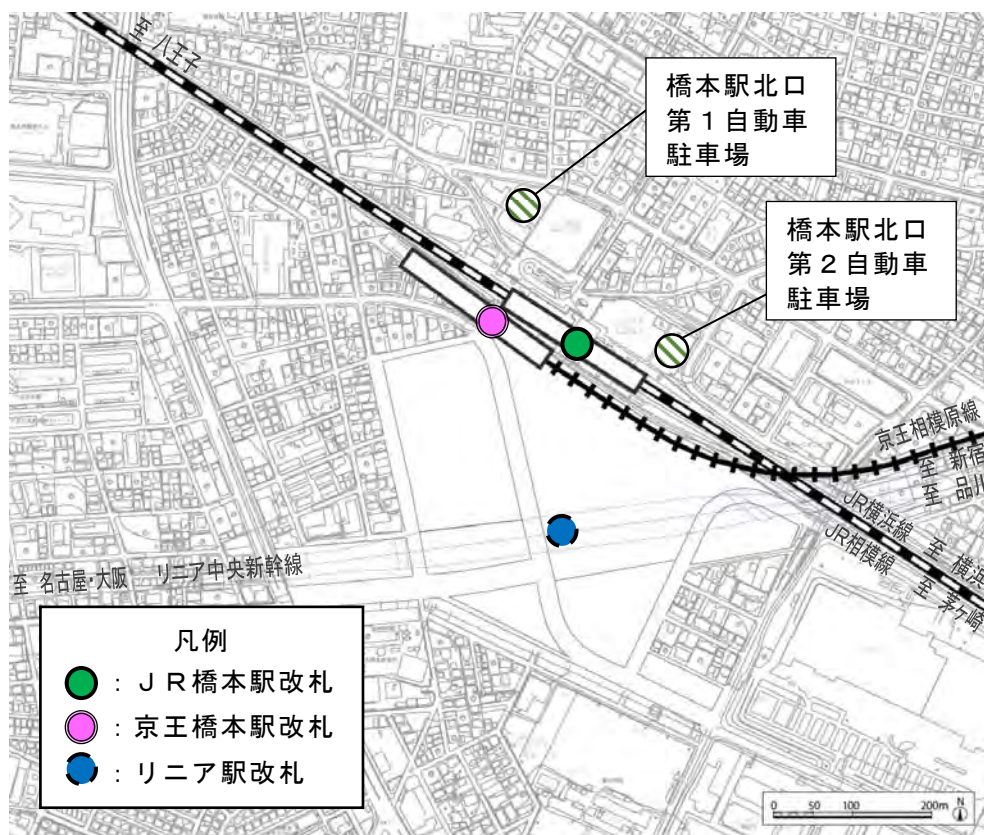 至 八王子
橋本駅北口
第１自動車
駐車場
橋本駅北口
第２自動車
駐車場
京王相模原線
至 新宿
至 品川
JR横浜線 至 横浜
JR相模線 至 茅ケ崎
至 名古屋・大阪 リニア中央新幹線
凡例
：ＪＲ橋本駅改札
：京王橋本駅改札
：リニア駅改札
0 50 100 200m
N